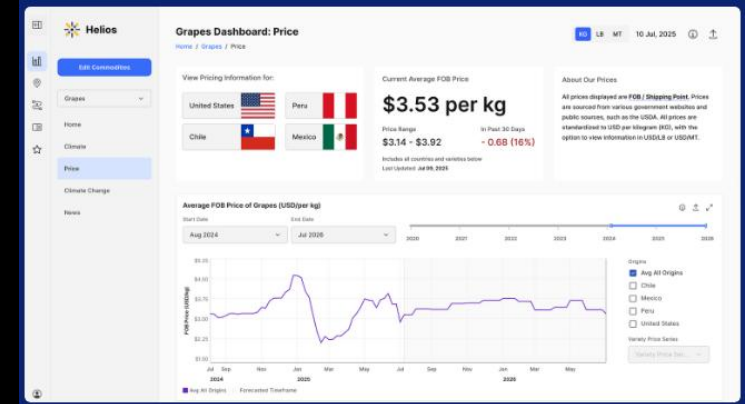 Helios
Edit Commodities
Grapes
Home
Climate
Price
Climate Change
News
Grapes Dashboard: Price
Home / Grapes / Price
KG LB MT 10 Jul, 2025
View Pricing Information for:
United States
Peru
Chile
Mexico
Current Average FOB Price
$3.53 per kg
Price Range
In Past 30 Days
$3.14 - $3.92
- 0.68 (16%)
Includes all countries and varieties below
Last Updated Jul 09, 2025
About Our Prices
All prices displayed are FOB / Shipping Point. Prices
are sourced from various government websites and
public sources, such as the USDA. All prices are
standardized to USD per kilogram (KG), with the
option to view information in USD/LB or USD/MT.
Average FOB Price of Grapes (USD/per kg)
Start Date
End Date
Aug 2024
Jul 2026
2020 2021 2022 2023 2024 2025 2026
FOB Price (USD/kg)
$5.25
$4.50
$3.75
$3.00
$2.25
$1.50
Jul Sep Nov Jan Mar May Jul Sep Nov Jan Mar May
2024 2025 2026
Avg All Origins
Forecasted Timeframe
Origins
Avg All Origins
Chile
Mexico
Peru
United States
Variety Price Series
Variety Price Ser...